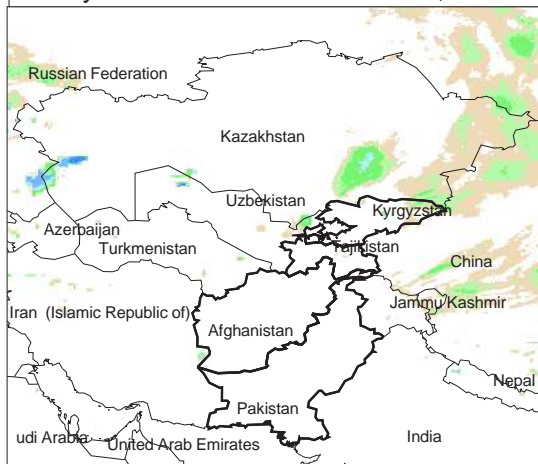 Russian Federation
Kazakhstan
Uzbekistan
Kyrgyzstan
Azerbaijan
Turkmenistan
Tajikistan
China
Iran (Islamic Republic of)
Jammu Kashmir
Afghanistan
Nepal
Pakistan
udi Arabia
United Arab Emirates
India